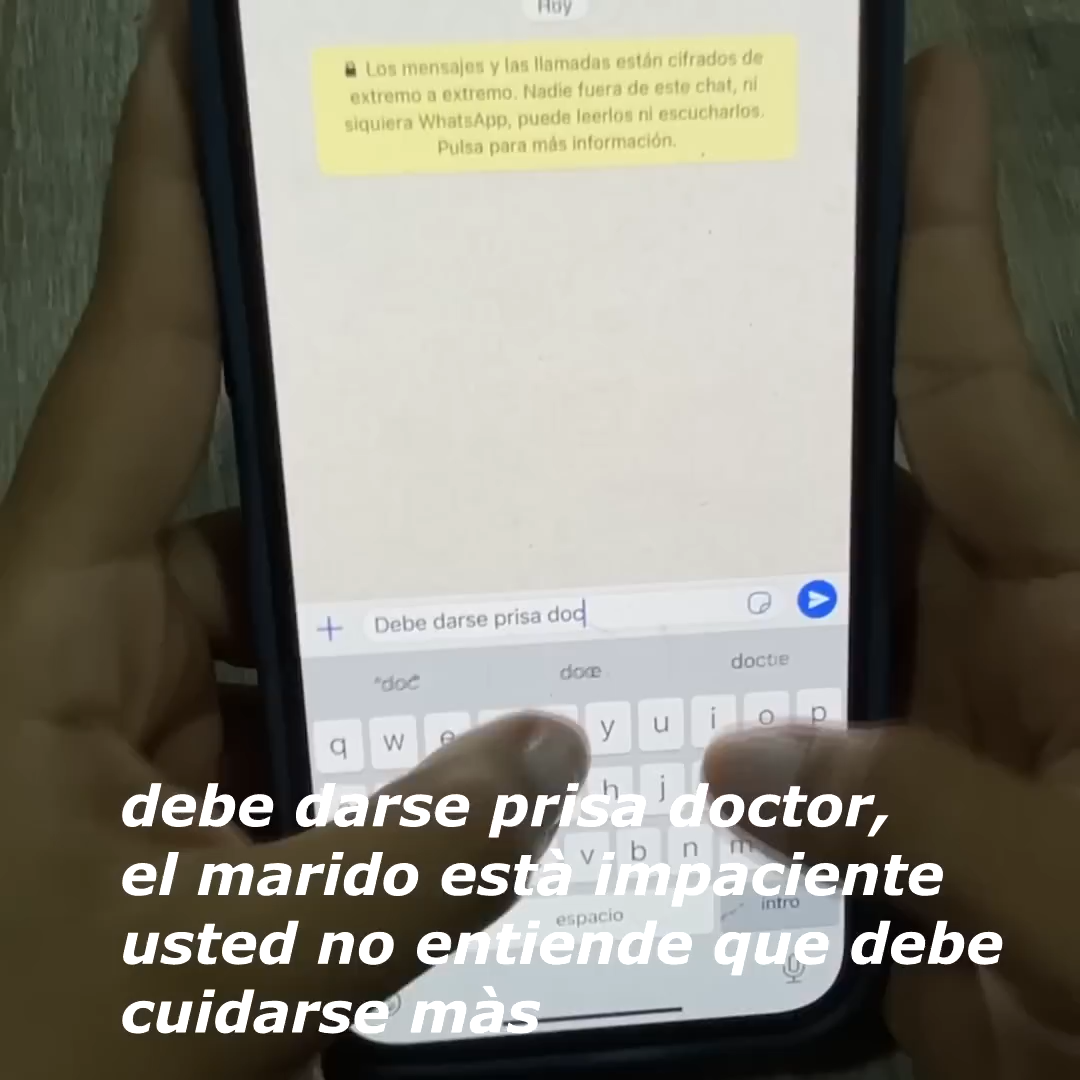 Hoy
Los mensajes y las llamadas están cifrados de
extremo a extremo. Nadie fuera de este chat, ni
siquiera WhatsApp, puede leerlos ni escucharlos.
Pulsa para más información.
Debe darse prisa doc
"doc" doce doctie
q w e y u i o p
h j
v b n m
espacio intro
debe darse prisa doctor,
el marido està impaciente
usted no entiende que debe
cuidarse màs